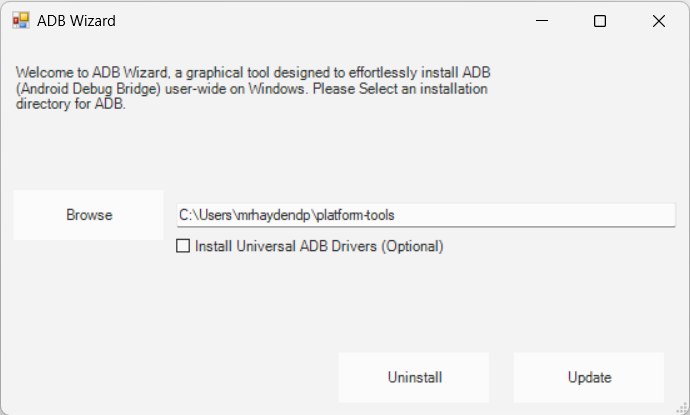 ADB Wizard
Welcome to ADB Wizard, a graphical tool designed to effortlessly install ADB
(Android Debug Bridge) user-wide on Windows. Please Select an installation
directory for ADB.
Browse
C:\Users\mrhaydendp\platform-tools
Install Universal ADB Drivers (Optional)
Uninstall
Update